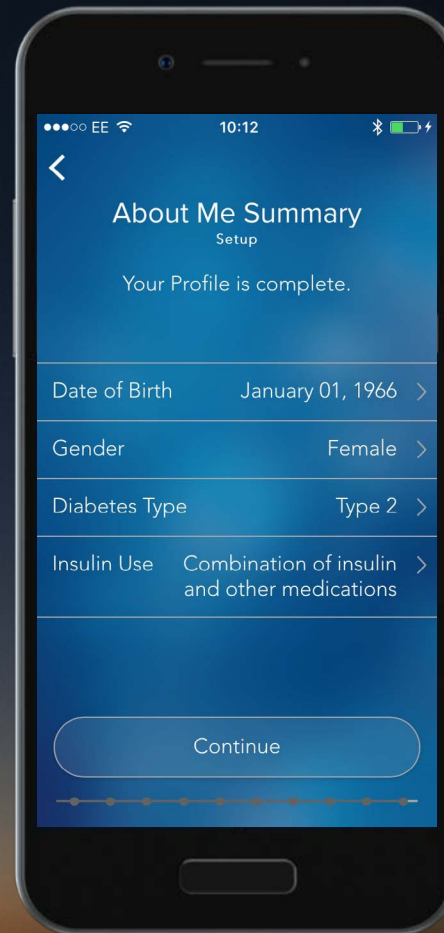 EE 10:12
About Me Summary
Setup
Your Profile is complete.
Date of Birth January 01, 1966
Gender Female
Diabetes Type Type 2
Insulin Use Combination of insulin
and other medications
Continue